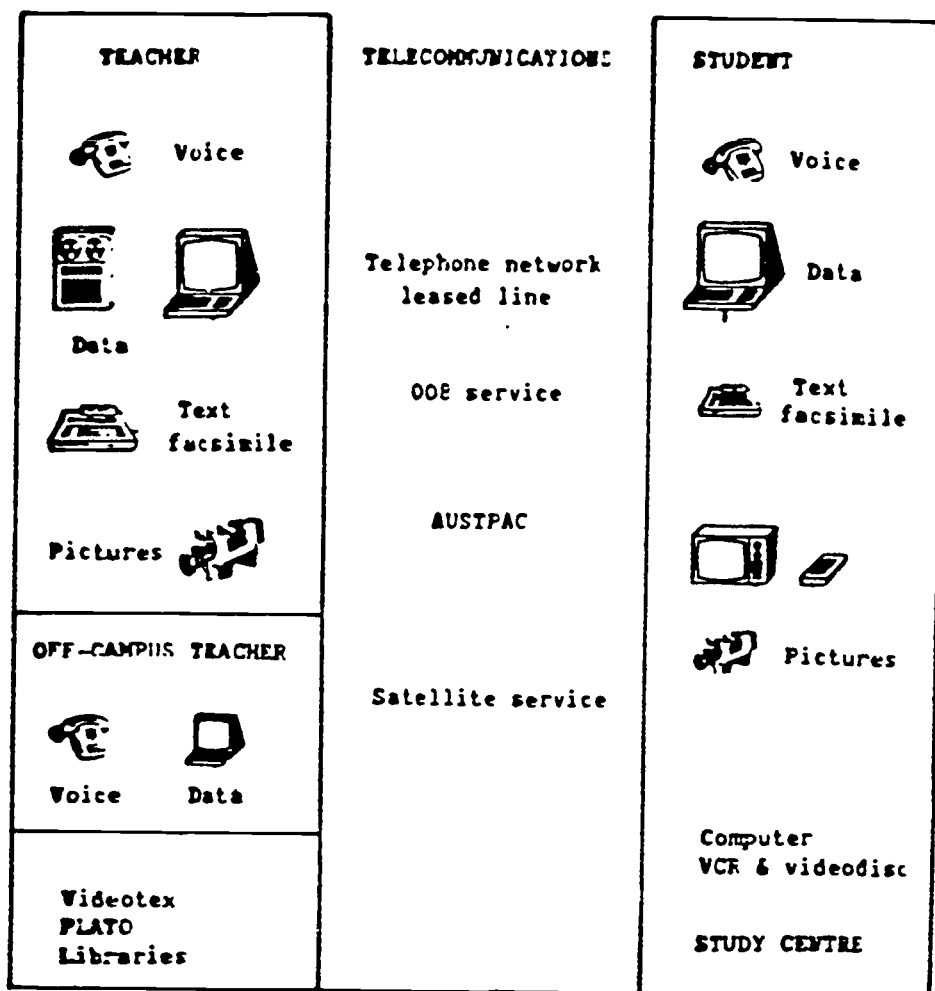 TEACHER
Voice
Data
Text
facsimile
Pictures
OFF-CAMPUS TEACHER
Voice Data
Videotex
PLATO
Libraries
TELECOMMUNICATIONS
Telephone network
leased line
008 service
AUSTPAC
Satellite service
STUDENT
Voice
Data
Text
facsimile
Pictures
Computer
VCR & videodisc
STUDY CENTRE